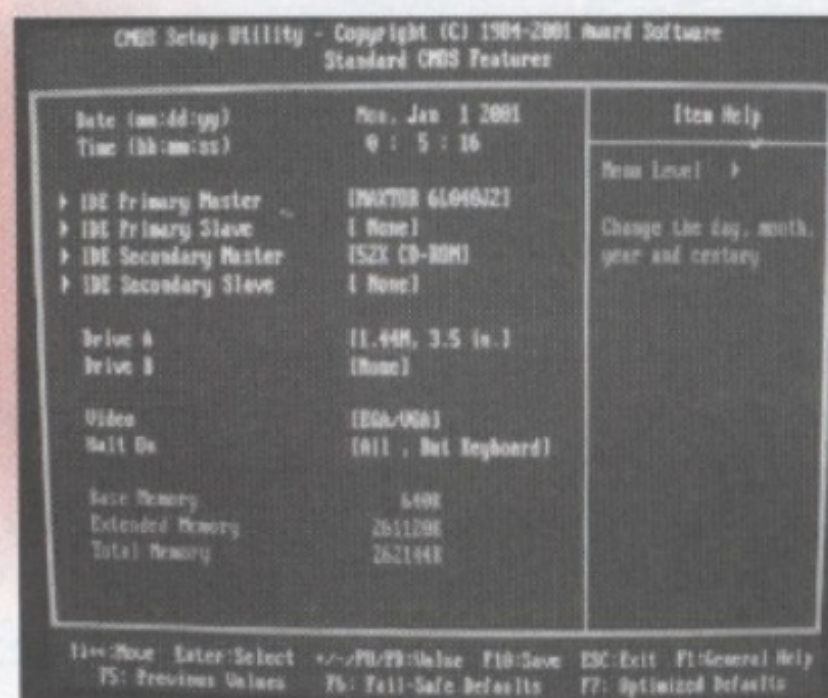 CMOS Setup Utility - Copyright (C) 1984-2001 Award Software
Standard CMOS Features
Date (mm:dd:yy) Mon, Jan 1 2001
Time (hh:mm:ss) 0 : 5 : 16
IDE Primary Master [MAXTOR 6L040J2]
IDE Primary Slave [ None]
IDE Secondary Master [52X CD-ROM]
IDE Secondary Slave [ None]
Drive A [1.44M, 3.5 in.]
Drive B [None]
Video [EGA/VGA]
Halt On [All , But Keyboard]
Base Memory 640K
Extended Memory 261120K
Total Memory 262144K
Item Help
Menu Level
Change the day, month,
year and century
↑↓→←:Move Enter:Select +/-/PU/PD:Value F10:Save ESC:Exit F1:General Help
F5: Previous Values F6: Fail-Safe Defaults F7: Optimized Defaults